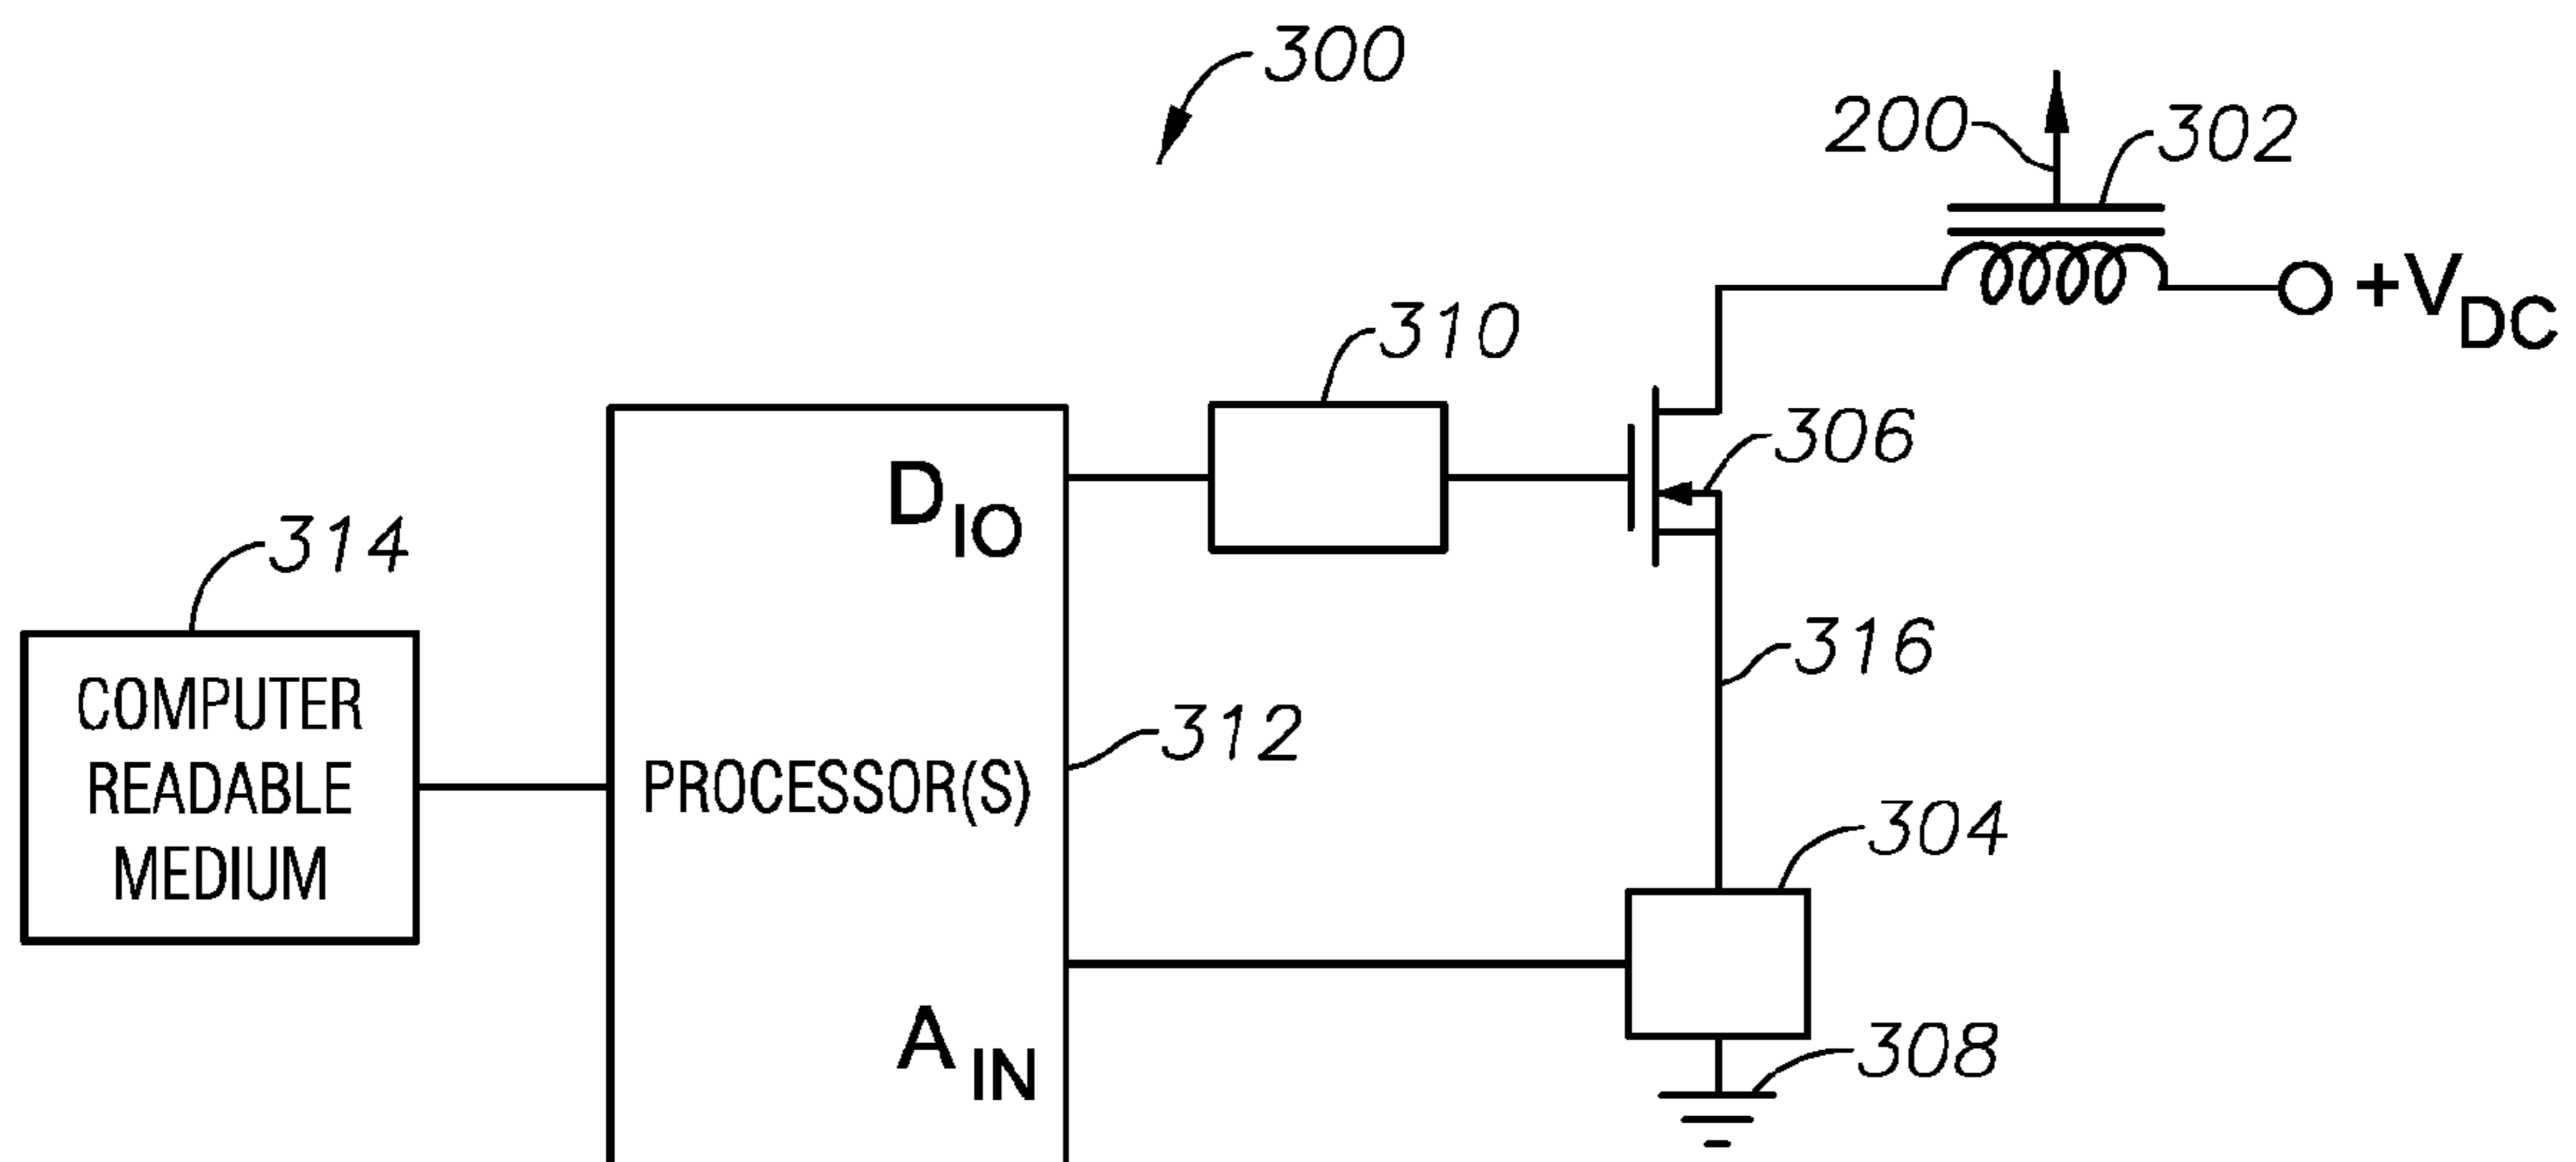 300
200
302
+VDC
310
306
DIO
314
316
COMPUTER
READABLE
MEDIUM
PROCESSOR(S)
312
304
AIN
308